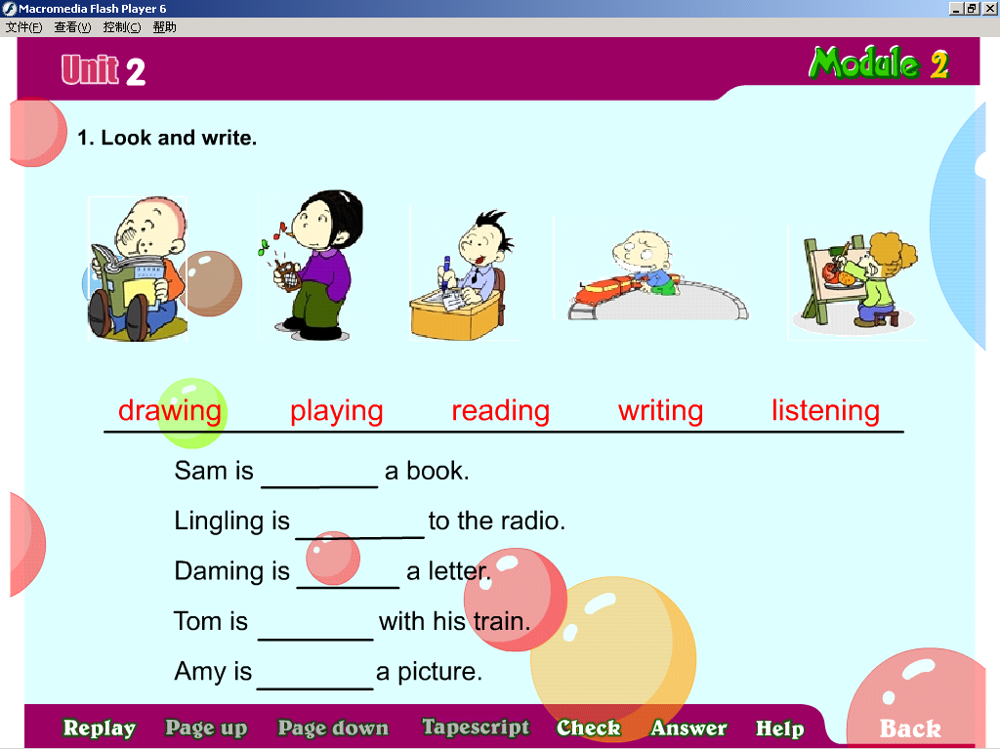 Macromedia Flash Player 6
文件(F) 查看(V) 控制(C) 帮助
Unit 2 Module 2
1. Look and write.
drawing playing reading writing listening
Sam is ________ a book.
Lingling is ________ to the radio.
Daming is ________ a letter.
Tom is ________ with his train.
Amy is ________ a picture.
Replay Page up Page down Tapescript Check Answer Help Back